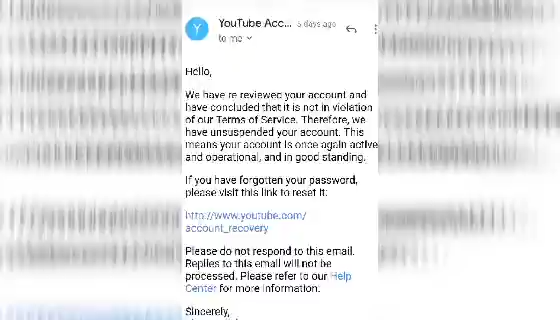 Y YouTube Acc... 5 days ago
to me
Hello,
We have re reviewed your account and
have concluded that it is not in violation
of our Terms of Service. Therefore, we
have unsuspended your account. This
means your account is once again active
and operational, and in good standing.
If you have forgotten your password,
please visit this link to reset it:
http://www.youtube.com/
account_recovery
Please do not respond to this email.
Replies to this email will not be
processed. Please refer to our Help
Center for more information.
Sincerely,